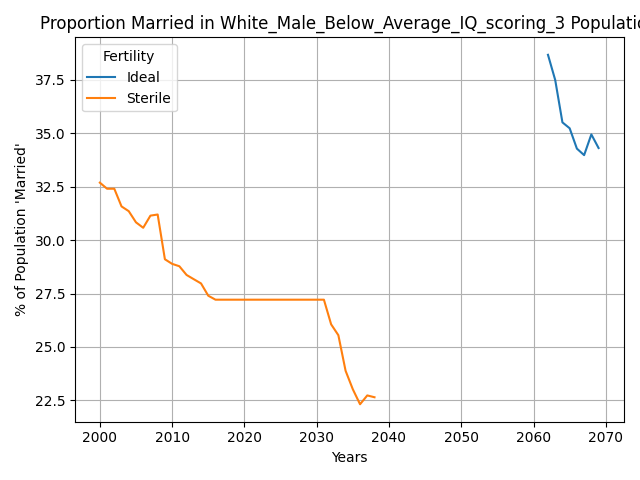 Proportion Married in White_Male_Below_Average_IQ_scoring_3 Populatio
Fertility
Ideal
Sterile
% of Population 'Married'
37.5
35.0
32.5
30.0
27.5
25.0
22.5
2000 2010 2020 2030 2040 2050 2060 2070
Years